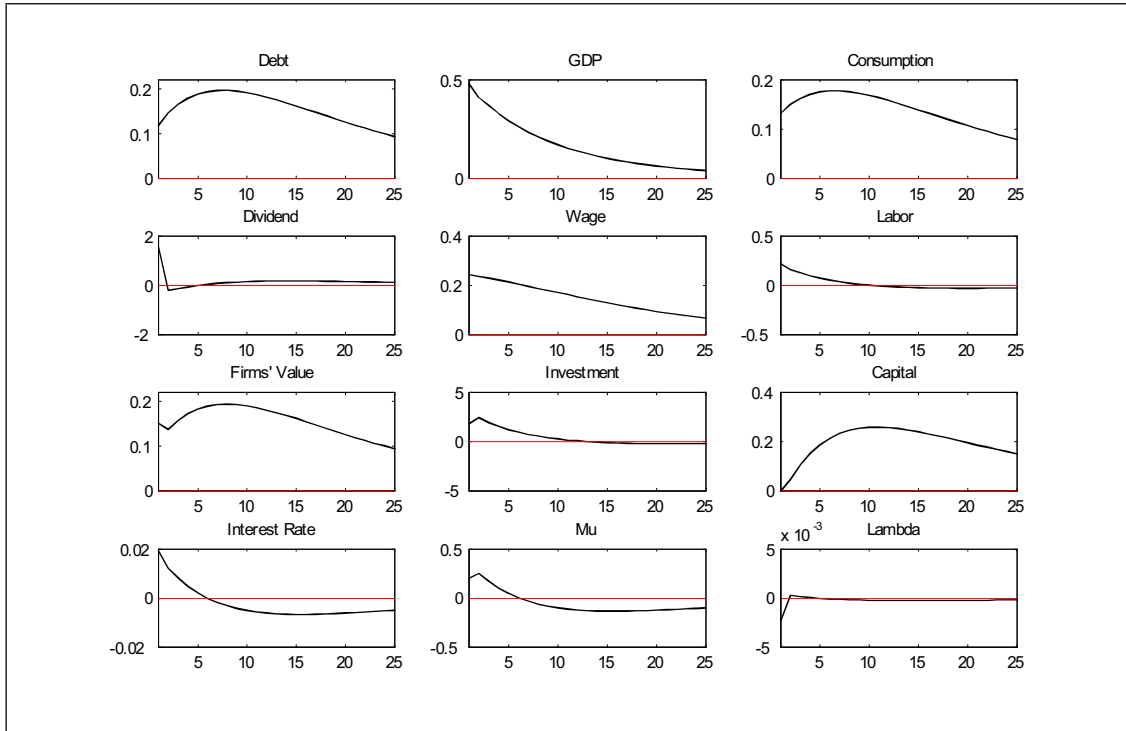 Debt GDP Consumption
0.2 0.5 0.2
0.1 0.1
0 0 0
5 10 15 20 25 5 10 15 20 25 5 10 15 20 25
Dividend Wage Labor
2 0.4 0.5
0 0.2 0
-2 0 -0.5
5 10 15 20 25 5 10 15 20 25 5 10 15 20 25
Firms' Value Investment Capital
0.2 5 0.4
0.1 0 0.2
0 -5 0
5 10 15 20 25 5 10 15 20 25 5 10 15 20 25
Interest Rate Mu x 10 -3 Lambda
0.02 0.5 5
0 0 0
-0.02 -0.5 -5
5 10 15 20 25 5 10 15 20 25 5 10 15 20 25